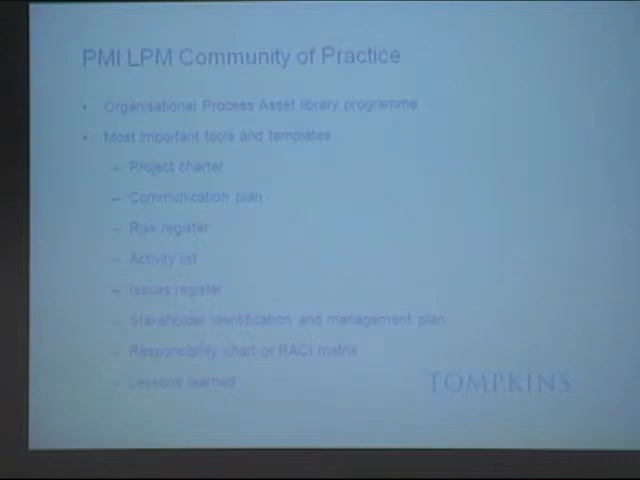 PMI LPM Community of Practice
• Organisational Process Asset library programme
• Most important tools and templates
– Project charter
– Communication plan
– Risk register
– Activity list
– Issues register
– Stakeholder identification and management plan
– Responsibility chart or RACI matrix
– Lessons learned
TOMPKINS